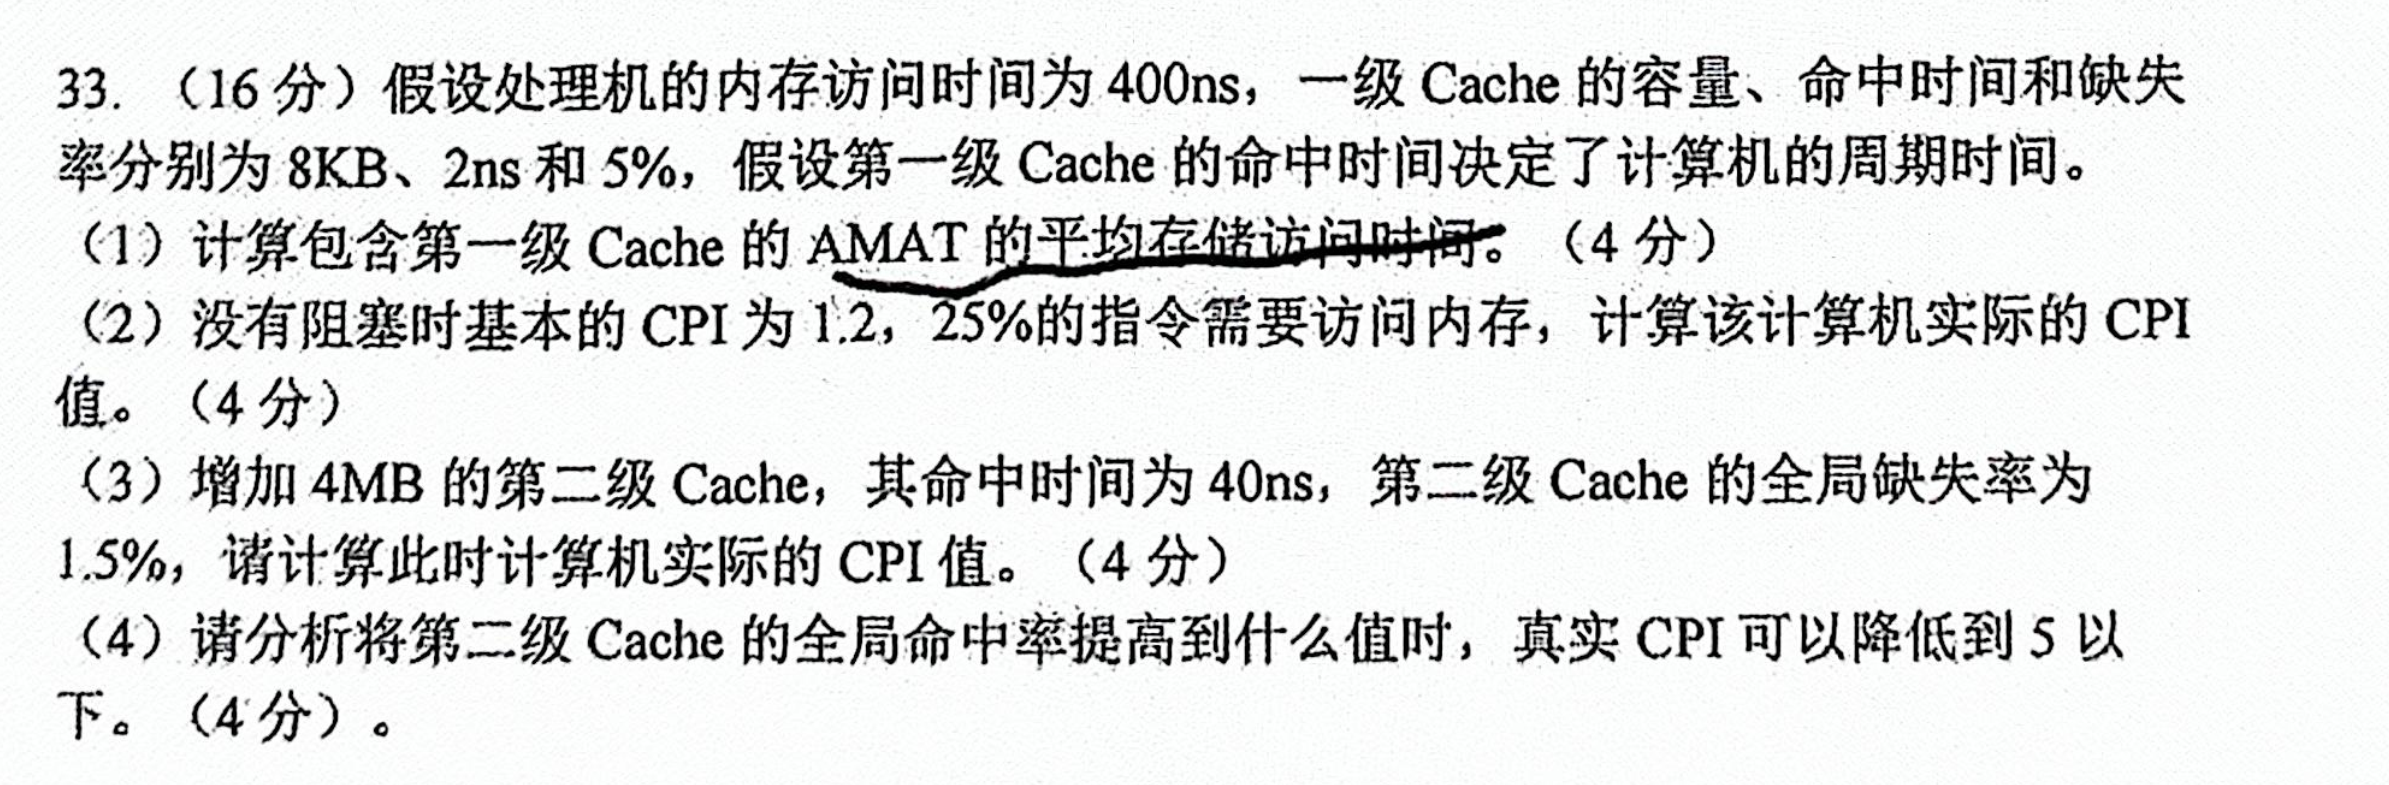 33. （16 分）假设处理机的内存访问时间为 400ns，一级 Cache 的容量、命中时间和缺失
率分别为 8KB、2ns 和 5%，假设第一级 Cache 的命中时间决定了计算机的周期时间。
（1）计算包含第一级 Cache 的 AMAT 的平均存储访问时间。（4 分）
（2）没有阻塞时基本的 CPI 为 1.2，25%的指令需要访问内存，计算该计算机实际的 CPI
值。（4 分）
（3）增加 4MB 的第二级 Cache，其命中时间为 40ns，第二级 Cache 的全局缺失率为
1.5%，请计算此时计算机实际的 CPI 值。（4 分）
（4）请分析将第二级 Cache 的全局命中率提高到什么值时，真实 CPI 可以降低到 5 以
下。（4 分）。